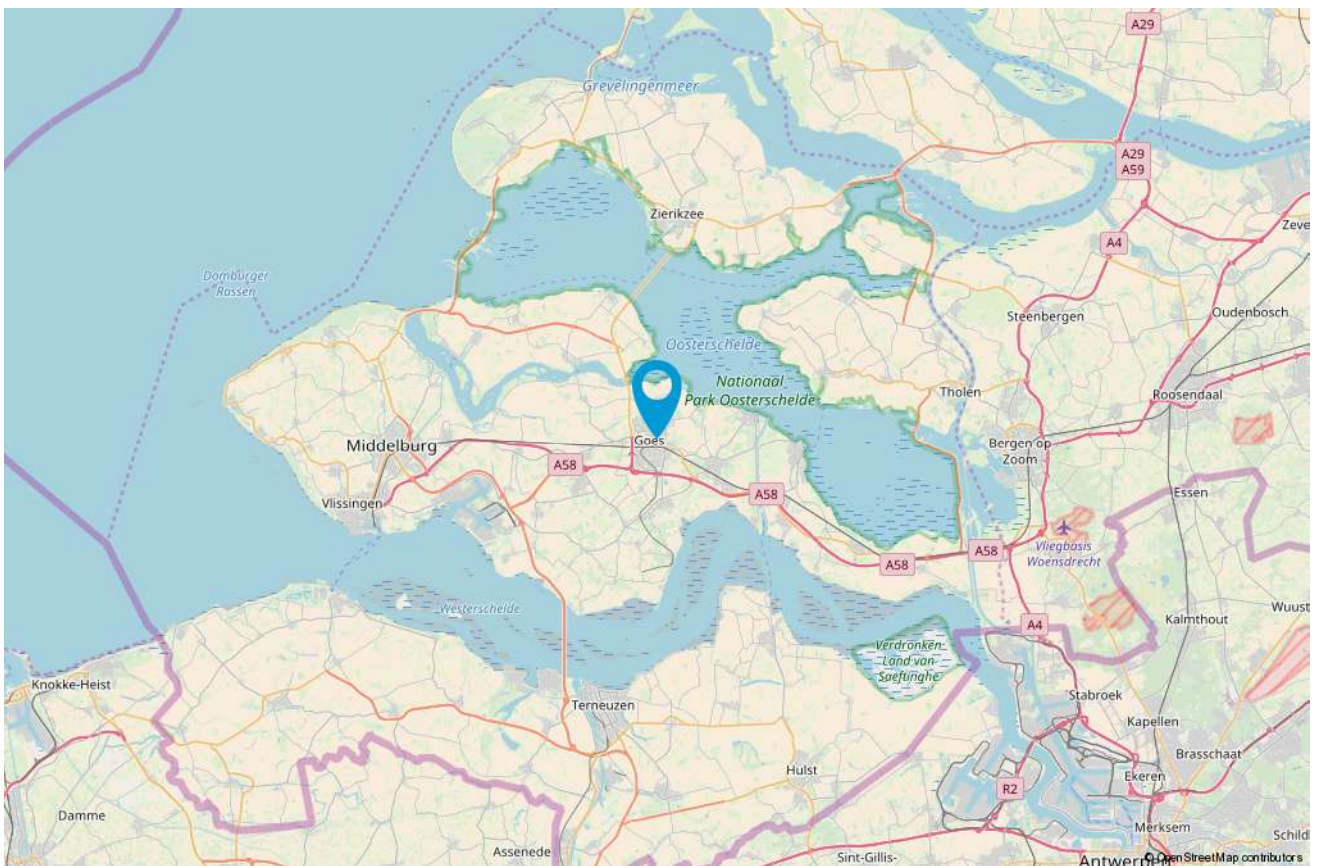 A29
Grevelingenmeer
A29
A59
Zierikzee
Zeve
A4
Domburger
Rassen
Steenbergen
Oudenbosch
Oosterschelde
Nationaal
Park Oosterschelde
Tholen
Roosendaal
Goes
Middelburg
Bergen op
Zoom
A58
A58
Vlissingen
Essen
A58
A58
Vliegbasis
Woensdrecht
Westerschelde
A4
Kalmthout
Wuust
Verdronken
Land van
Saeftinghe
Knokke-Heist
Stabroek
Terneuzen
Kapellen
Brasschaat
Hulst
Ekeren
R2
Damme
Merksem
Schild
Assenede
Sint-Gillis-
Antwerpen
© OpenStreetMap contributors